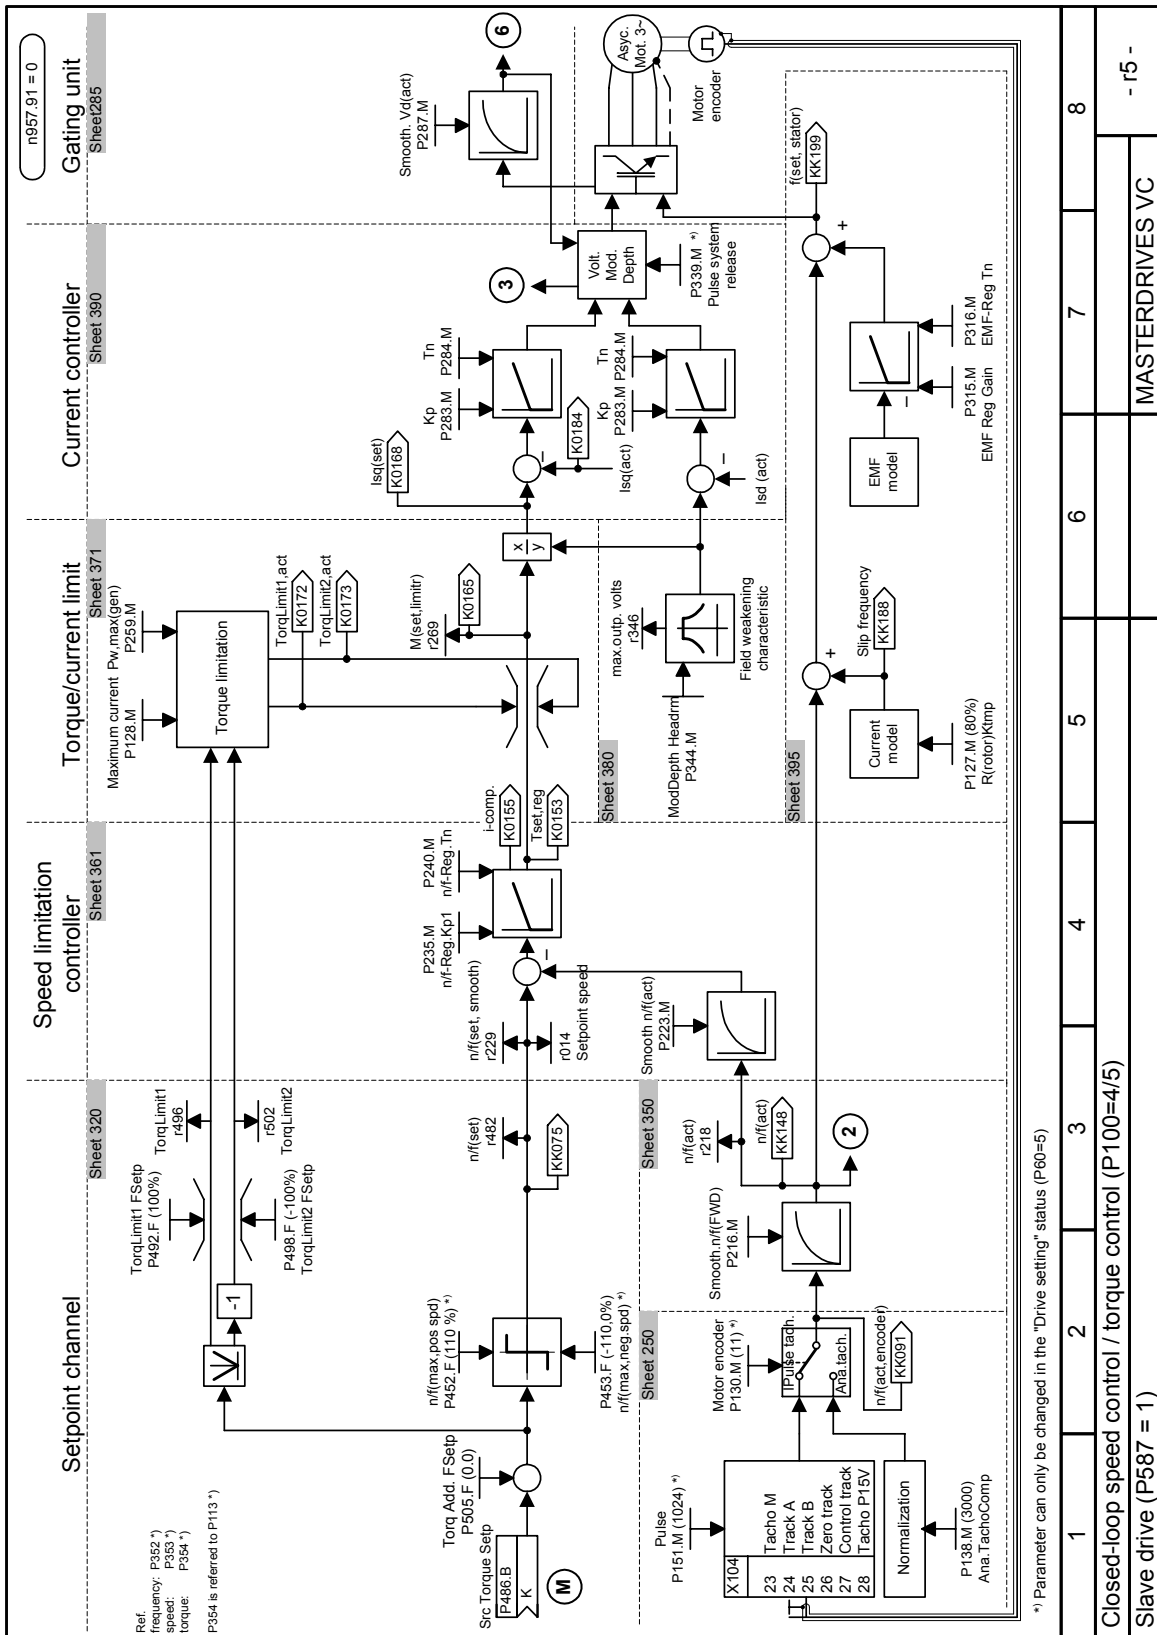 n957.91 = 0
Setpoint channel
Speed limitation
controller
Torque/current limit
Current controller
Gating unit
Sheet 320
Sheet 361
Sheet 371
Sheet 390
Sheet285
Ref.
frequency: P352 *)
speed: P353 *)
torque: P354 *)
P354 is referred to P113 *)
TorqLimit1 FSetp
P492.F (100%)
TorqLimit1
r496
-1
P498.F (-100%)
TorqLimit2 FSetp
r502
TorqLimit2
Maximum current
P128.M
Pw,max(gen)
P259.M
Torque limitation
TorqLimit1,act
K0172
TorqLimit2,act
K0173
Smooth. Vd(act)
P287.M
6
Src Torque Setp
P486.B
K
M
Torq Add. FSetp
P505.F (0.0)
n/f(max,pos spd)
P452.F (110 %) *)
P453.F (-110,0%)
n/f(max,neg.spd) *)
n/f(set)
r482
KK075
n/f(set, smooth)
r229
r014
Setpoint speed
P235.M
n/f-Reg.Kp1
P240.M
n/f-Reg.Tn
i-comp.
K0155
Tset,reg
K0153
M(set,limitr)
r269
K0165
x
y
Isq(set)
K0168
Kp
P283.M
Tn
P284.M
K0184
Isq(act)
3
Volt.
Mod.
Depth
P339.M *)
Pulse system
release
Asyc.
Mot. 3~
Motor
encoder
Kp
P283.M
Tn
P284.M
Isd (act)
Sheet 380
max.outp. volts
r346
ModDepth Headrm
P344.M
Field weakening
characteristic
Sheet 250
Sheet 350
Sheet 395
Smooth n/f(act)
P223.M
n/f(act)
r218
n/f(act)
KK148
2
Smooth.n/f(FWD)
P216.M
Motor encoder
P130.M (11) *)
IPulse tach.
Ana.tach.
n/f(act,encoder)
KK091
Pulse
P151.M (1024) *)
X104
23 Tacho M
24 Track A
25 Track B
26 Zero track
27 Control track
28 Tacho P15V
Normalization
P138.M (3000)
Ana.TachoComp
Slip frequency
KK188
Current
model
P127.M (80%)
R(rotor)Ktmp
EMF
model
P315.M
EMF Reg Gain
P316.M
EMF-Reg Tn
f(set, stator)
KK199
*) Parameter can only be changed in the "Drive setting" status (P60=5)
1 2 3 4 5 6 7 8
Closed-loop speed control / torque control (P100=4/5)
Slave drive (P587 = 1)
MASTERDRIVES VC
- r5 -